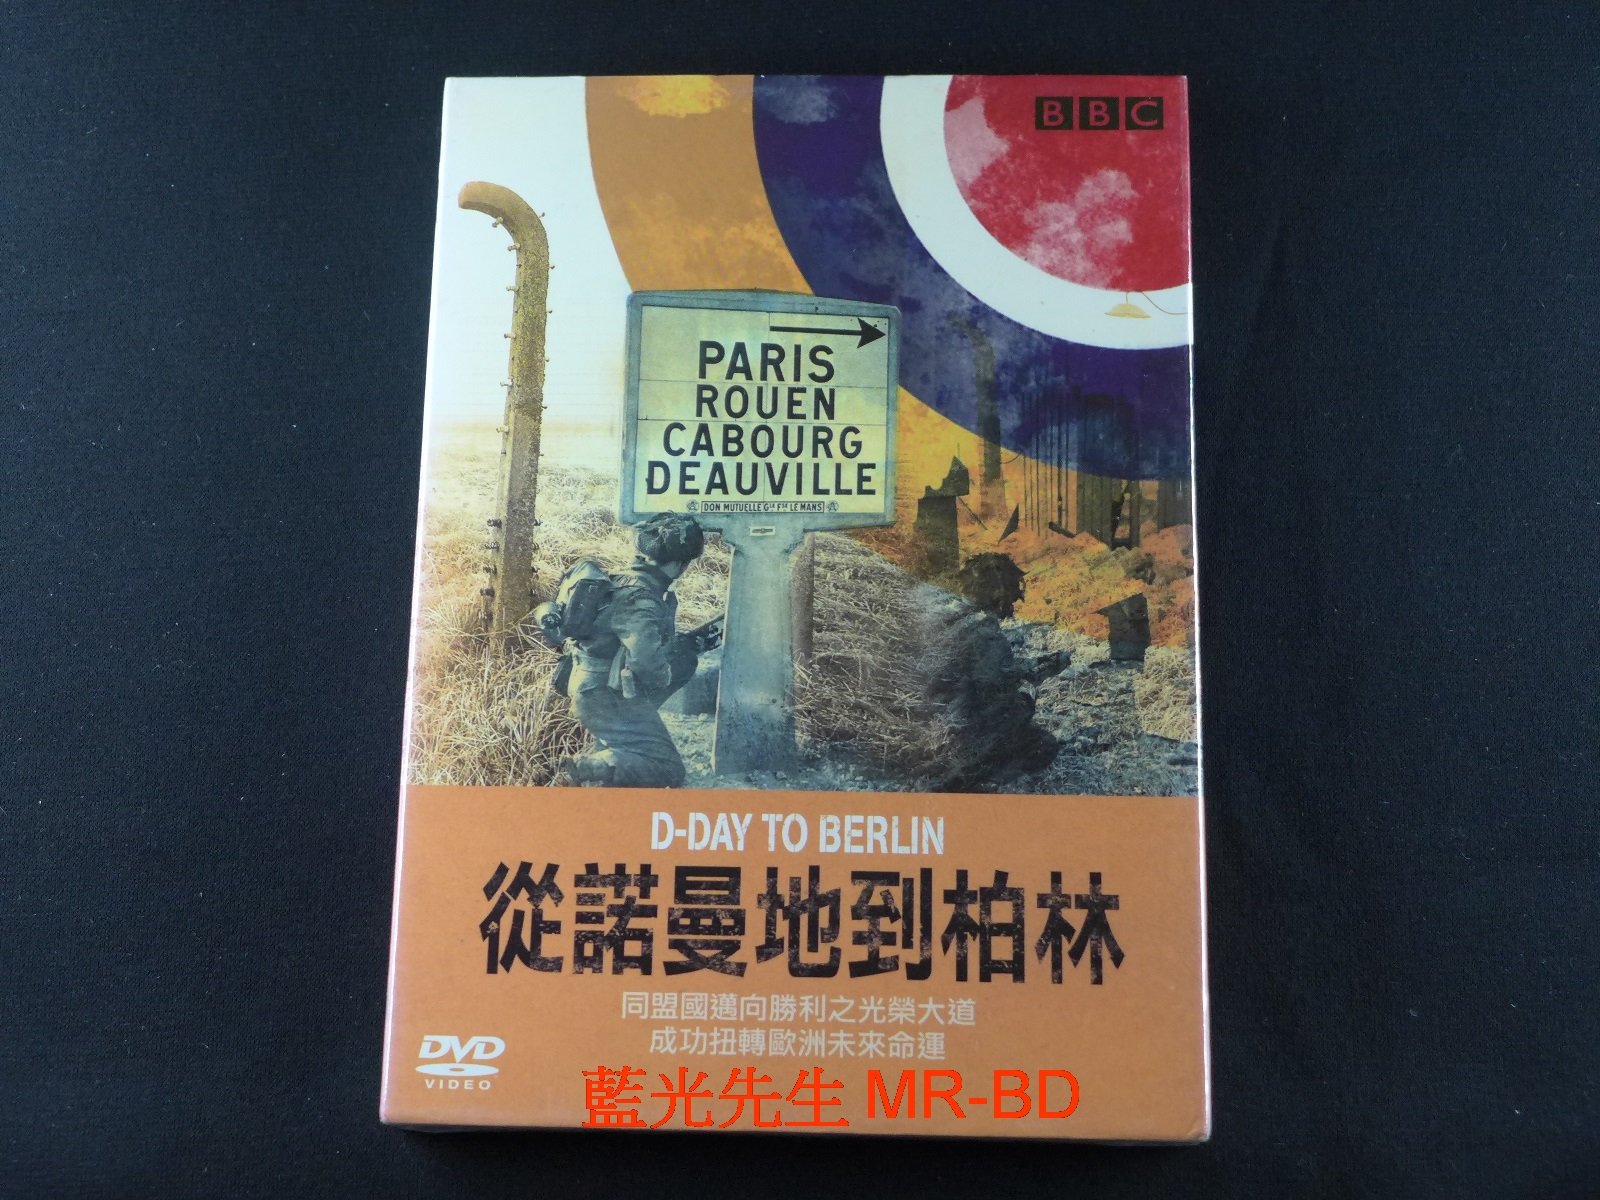 BBC
PARIS
ROUEN
CABOURG
DEAUVILLE
DON MUTUELLE Gle Fse LE MANS
D-DAY TO BERLIN
從諾曼地到柏林
同盟國邁向勝利之光榮大道
成功扭轉歐洲未來命運
DVD
VIDEO
藍光先生 MR-BD